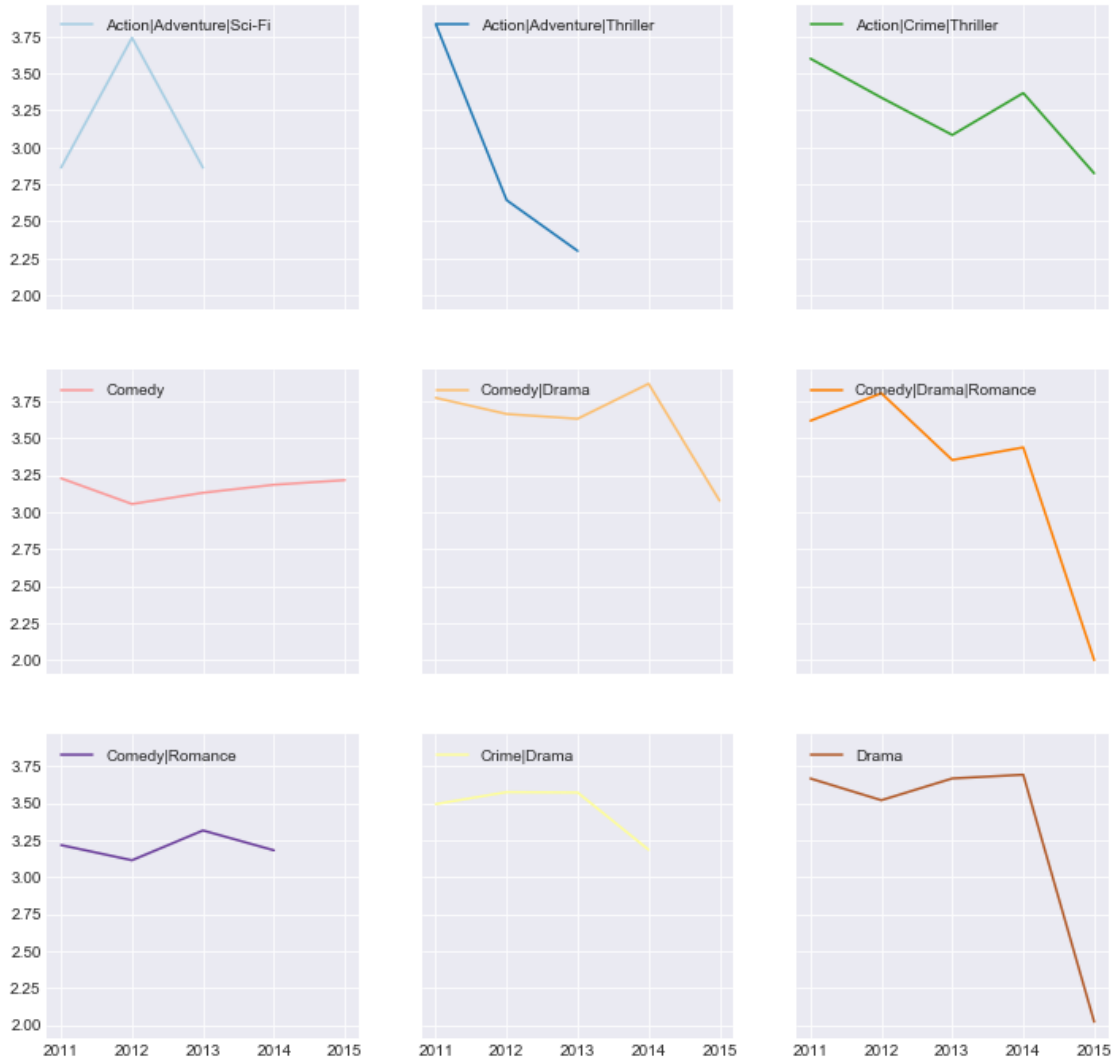 Action|Adventure|Sci-Fi
Action|Adventure|Thriller
Action|Crime|Thriller
3.75
3.50
3.25
3.00
2.75
2.50
2.25
2.00
Comedy
Comedy|Drama
Comedy|Drama|Romance
3.75
3.50
3.25
3.00
2.75
2.50
2.25
2.00
Comedy|Romance
Crime|Drama
Drama
3.75
3.50
3.25
3.00
2.75
2.50
2.25
2.00
2011 2012 2013 2014 2015
2011 2012 2013 2014 2015
2011 2012 2013 2014 2015